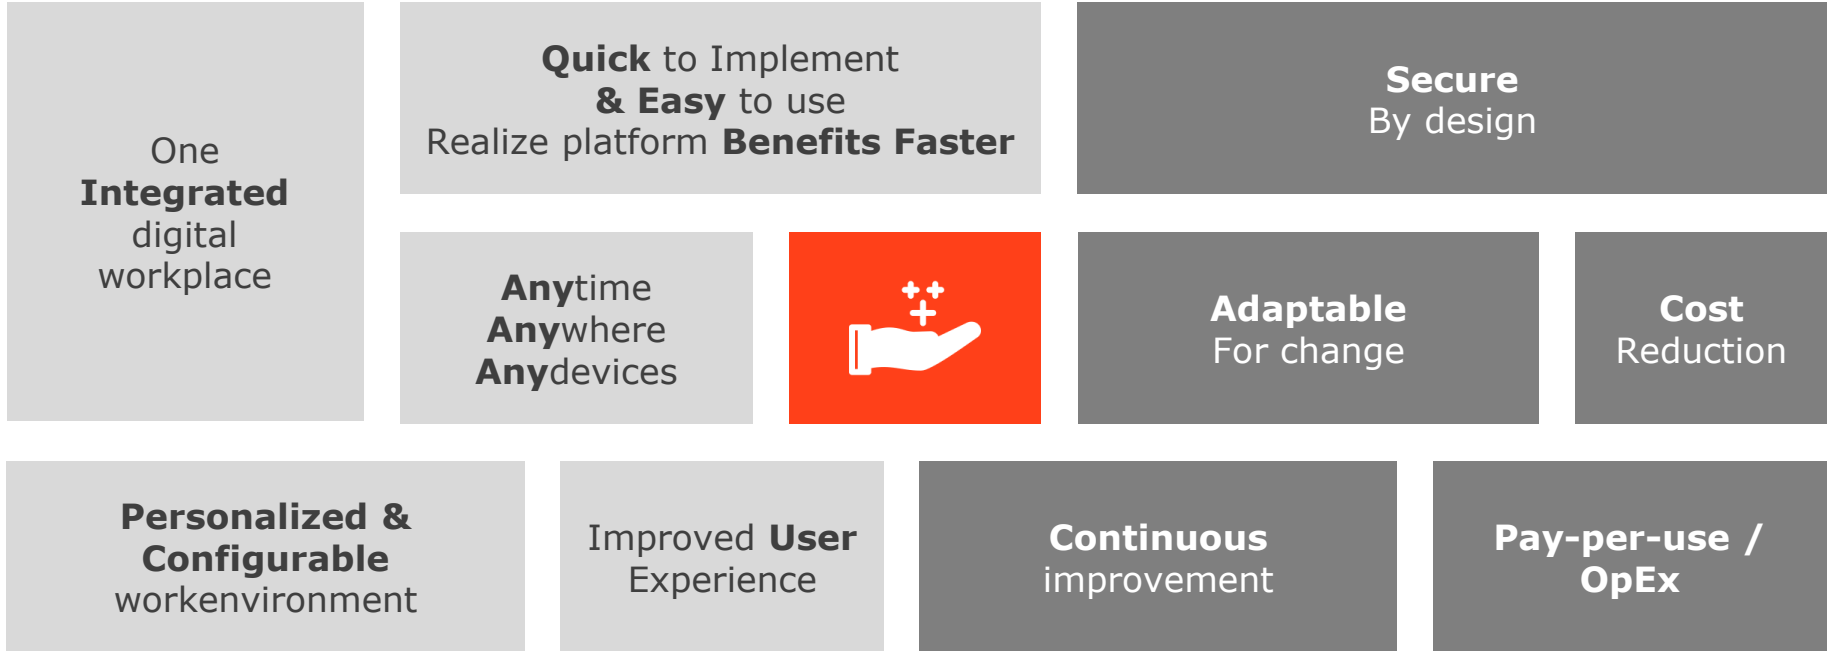 One
Integrated
digital
workplace
Quick to Implement
& Easy to use
Realize platform Benefits Faster
Secure
By design
Anytime
Anywhere
Anydevices
Adaptable
For change
Cost
Reduction
Personalized &
Configurable
workenvironment
Improved User
Experience
Continuous
improvement
Pay-per-use /
OpEx